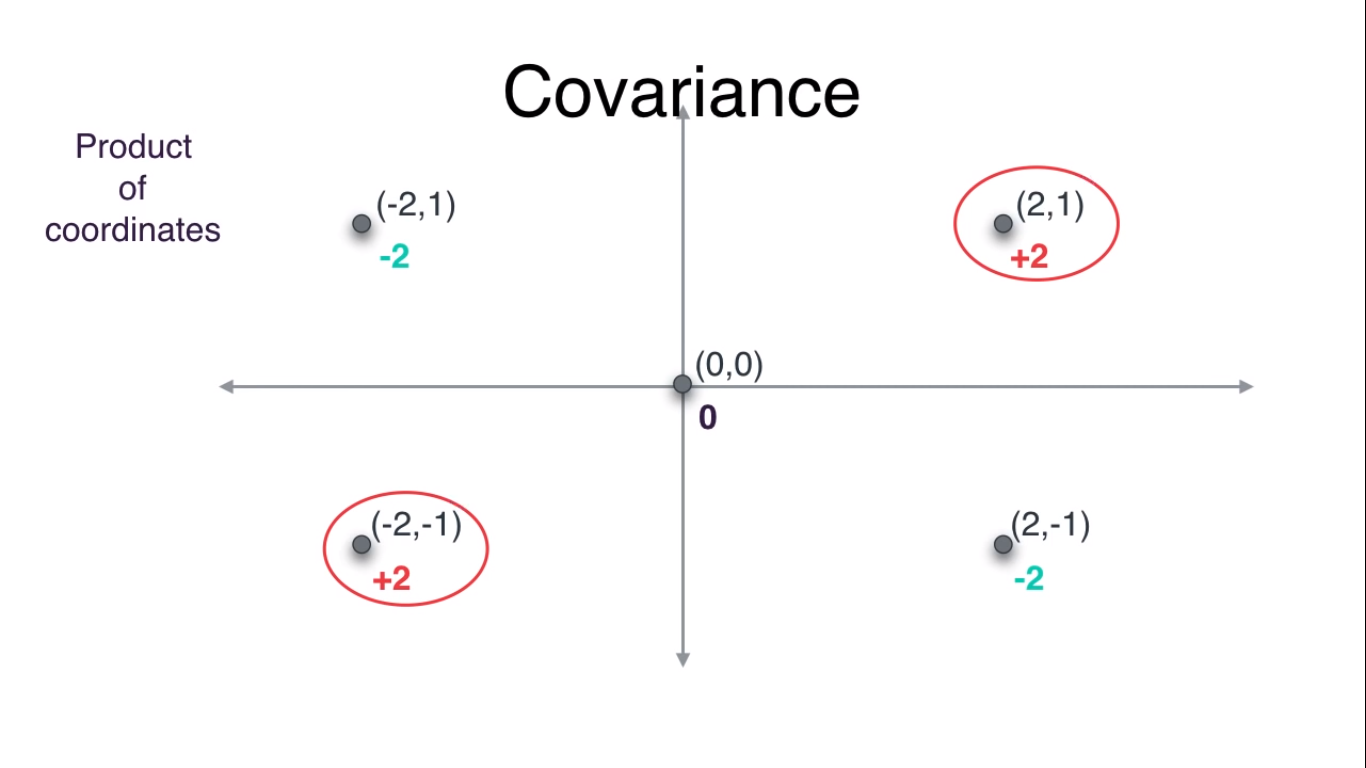 Covariance
Product
of
coordinates
(-2,1)
-2
(2,1)
+2
(0,0)
0
(-2,-1)
+2
(2,-1)
-2